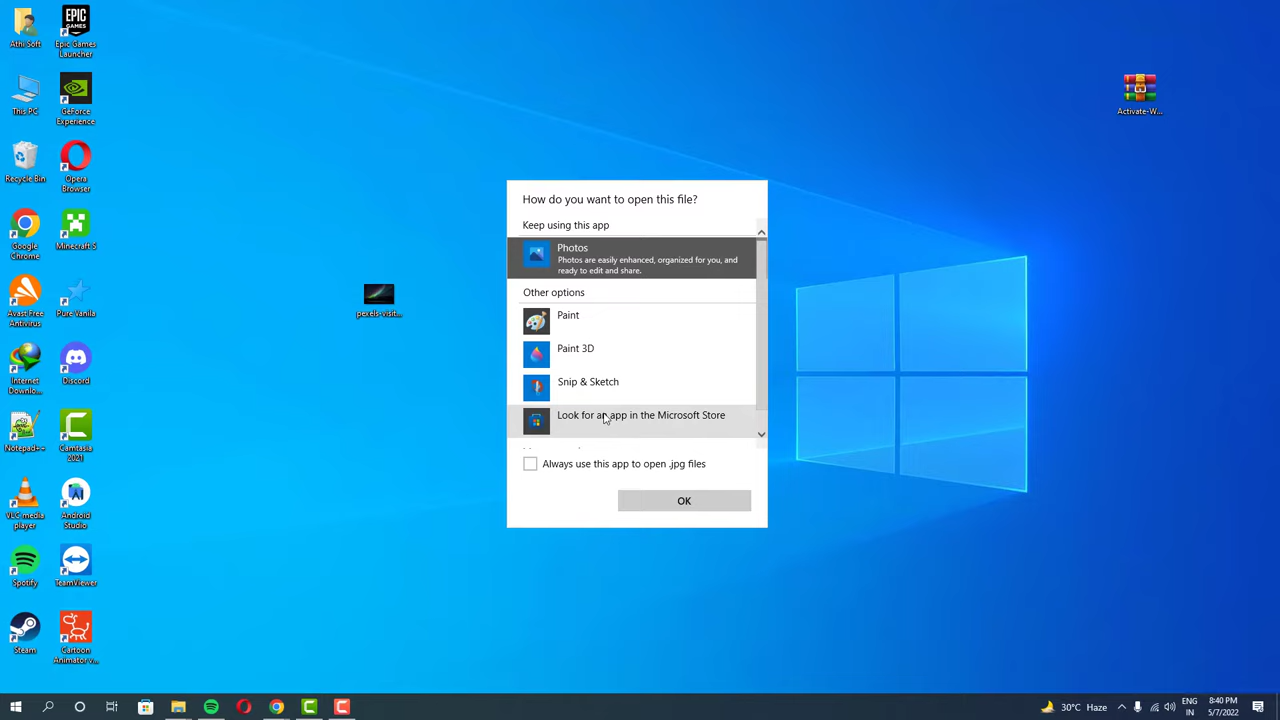 Athi Soft
EPIC
GAMES
Epic Games
Launcher
This PC
GeForce
Experience
Recycle Bin
Opera
Browser
Google
Chrome
Minecraft S
Avast Free
Antivirus
Pure Vanila
Internet
Downlo...
Discord
Notepad++
Camtasia
2021
VLC media
player
Android
Studio
Spotify
TeamViewer
Steam
Cartoon
Animator v...
pexels-visit...
Activate-W...
How do you want to open this file?
Keep using this app
Photos
Photos are easily enhanced, organized for you, and
ready to edit and share.
Other options
Paint
Paint 3D
Snip & Sketch
Look for an app in the Microsoft Store
Always use this app to open .jpg files
OK
30°C Haze
ENG
IN
8:40 PM
5/7/2022